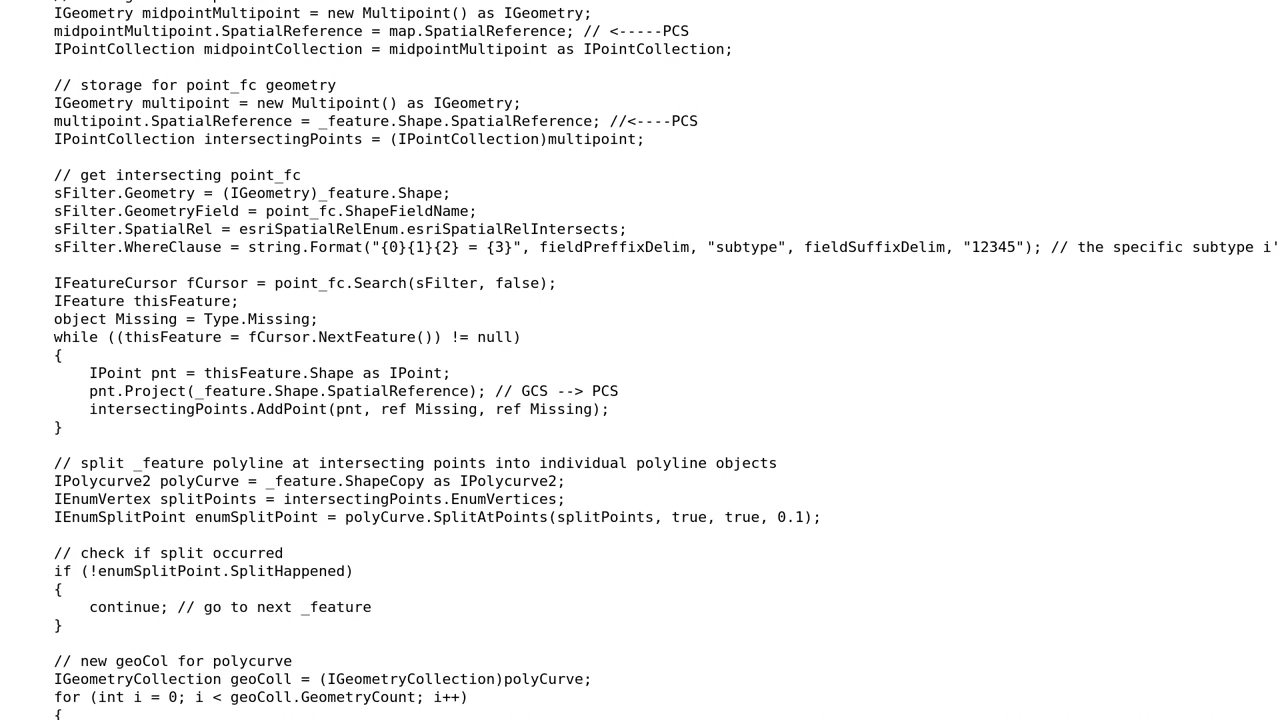 IGeometry midpointMultipoint = new Multipoint() as IGeometry;
midpointMultipoint.SpatialReference = map.SpatialReference; // <-----PCS
IPointCollection midpointCollection = midpointMultipoint as IPointCollection;
// storage for point_fc geometry
IGeometry multipoint = new Multipoint() as IGeometry;
multipoint.SpatialReference = _feature.Shape.SpatialReference; //<----PCS
IPointCollection intersectingPoints = (IPointCollection)multipoint;
// get intersecting point_fc
sFilter.Geometry = (IGeometry)_feature.Shape;
sFilter.GeometryField = point_fc.ShapeFieldName;
sFilter.SpatialRel = esriSpatialRelEnum.esriSpatialRelIntersects;
sFilter.WhereClause = string.Format("{0}{1}{2} = {3}", fieldPreffixDelim, "subtype", fieldSuffixDelim, "12345"); // the specific subtype i'
IFeatureCursor fCursor = point_fc.Search(sFilter, false);
IFeature thisFeature;
object Missing = Type.Missing;
while ((thisFeature = fCursor.NextFeature()) != null)
{
    IPoint pnt = thisFeature.Shape as IPoint;
    pnt.Project(_feature.Shape.SpatialReference); // GCS --> PCS
    intersectingPoints.AddPoint(pnt, ref Missing, ref Missing);
}
// split _feature polyline at intersecting points into individual polyline objects
IPolycurve2 polyCurve = _feature.ShapeCopy as IPolycurve2;
IEnumVertex splitPoints = intersectingPoints.EnumVertices;
IEnumSplitPoint enumSplitPoint = polyCurve.SplitAtPoints(splitPoints, true, true, 0.1);
// check if split occurred
if (!enumSplitPoint.SplitHappened)
{
    continue; // go to next _feature
}
// new geoCol for polycurve
IGeometryCollection geoColl = (IGeometryCollection)polyCurve;
for (int i = 0; i < geoColl.GeometryCount; i++)
{